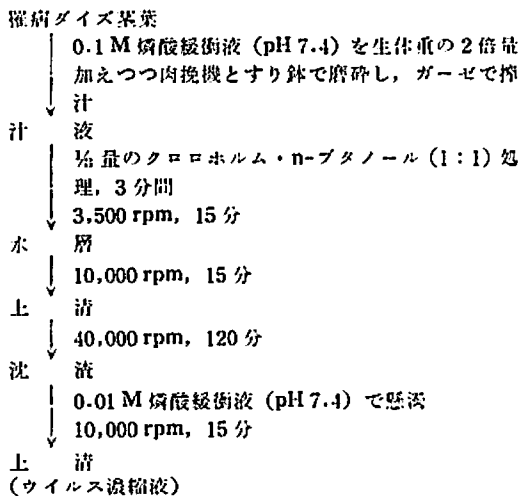 罹病ダイズ茎葉
0.1 M 燐酸緩衝液 (pH 7.4) を生体重の2倍量
加えつつ肉挽機とすり鉢で磨砕し，ガーゼで搾
汁
汁 液
½ 量のクロロホルム・n-ブタノール (1：1) 処
理，3分間
3,500 rpm，15分
水 層
10,000 rpm，15分
上 清
40,000 rpm，120分
沈 渣
0.01 M 燐酸緩衝液 (pH 7.4) で懸濁
10,000 rpm，15分
上 清
(ウイルス濃縮液)